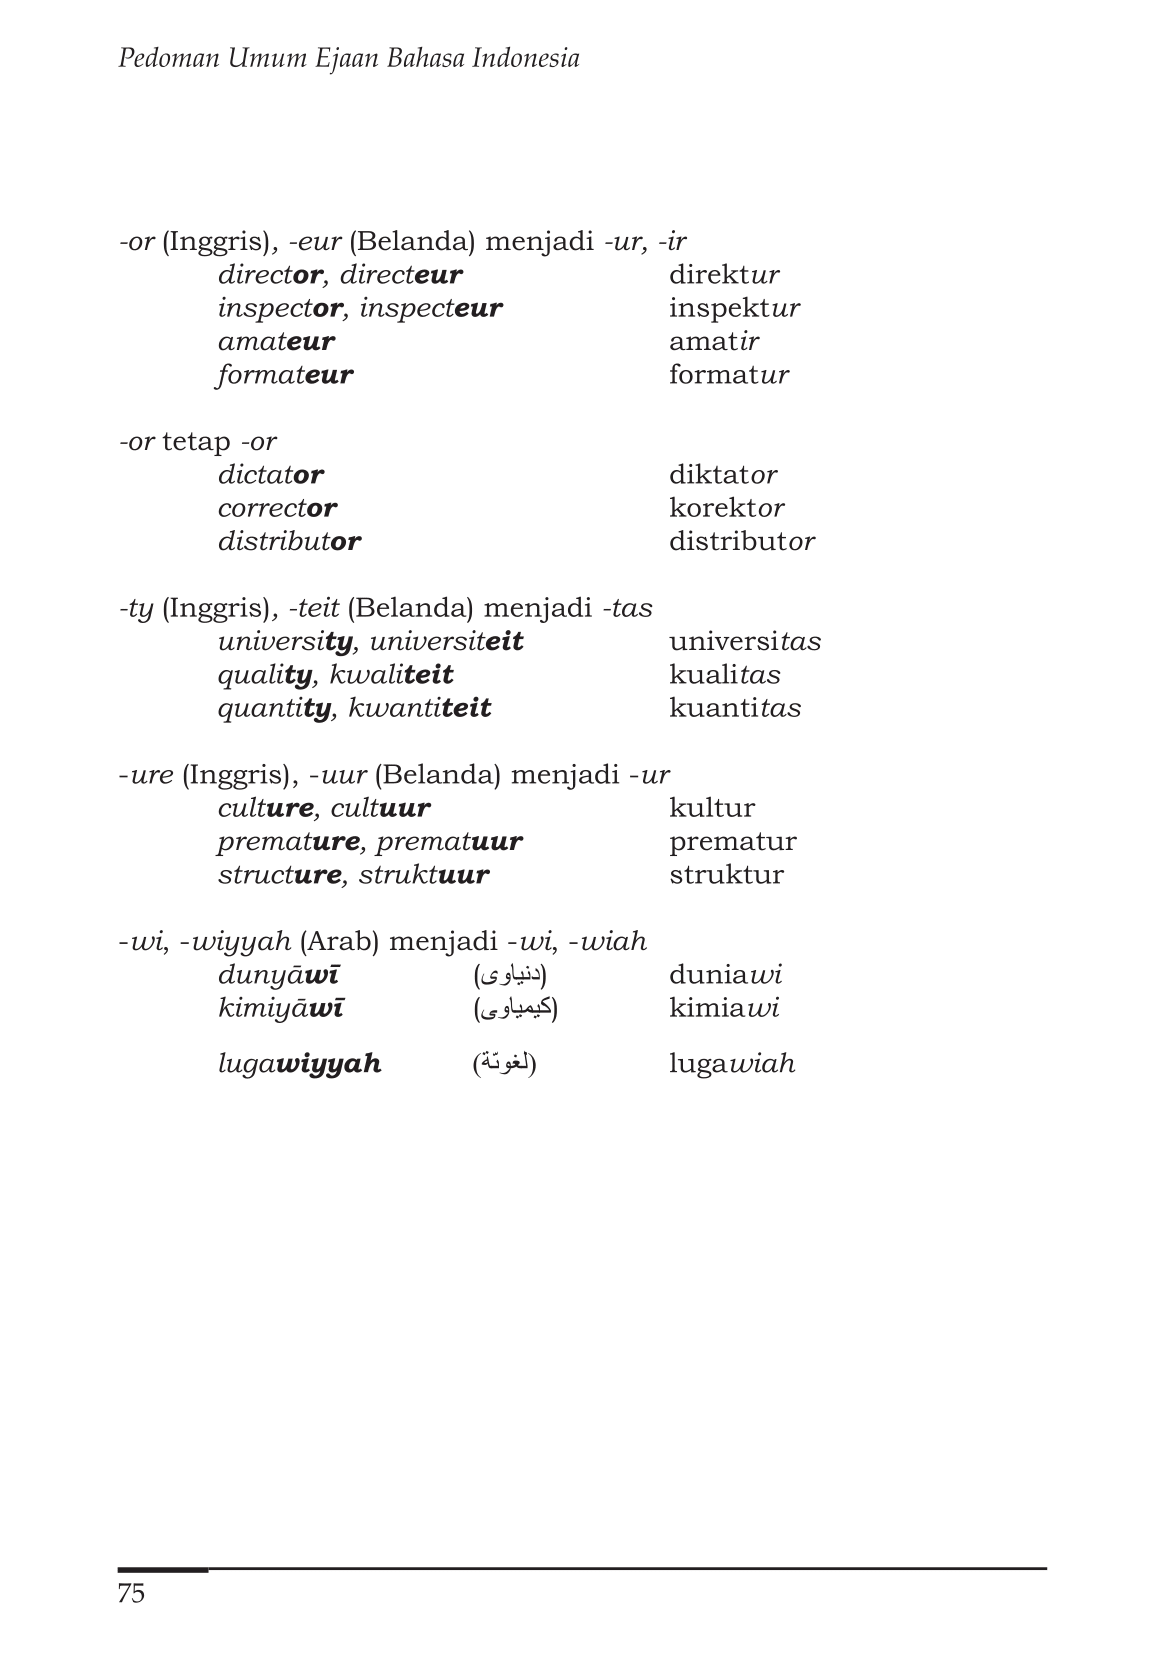 Pedoman Umum Ejaan Bahasa Indonesia
-or (Inggris), -eur (Belanda) menjadi -ur, -ir
director, directeur direktur
inspector, inspecteur inspektur
amateur amatir
formateur formatur
-or tetap -or
dictator diktator
corrector korektor
distributor distributor
-ty (Inggris), -teit (Belanda) menjadi -tas
university, universiteit universitas
quality, kwaliteit kualitas
quantity, kwantiteit kuantitas
-ure (Inggris), -uur (Belanda) menjadi -ur
culture, cultuur kultur
premature, prematuur prematur
structure, struktuur struktur
-wi, -wiyyah (Arab) menjadi -wi, -wiah
dunyāwī (دنياوى) duniawi
kimiyāwī (كيمياوى) kimiawi
lugawiyyah (لغويّة) lugawiah
75